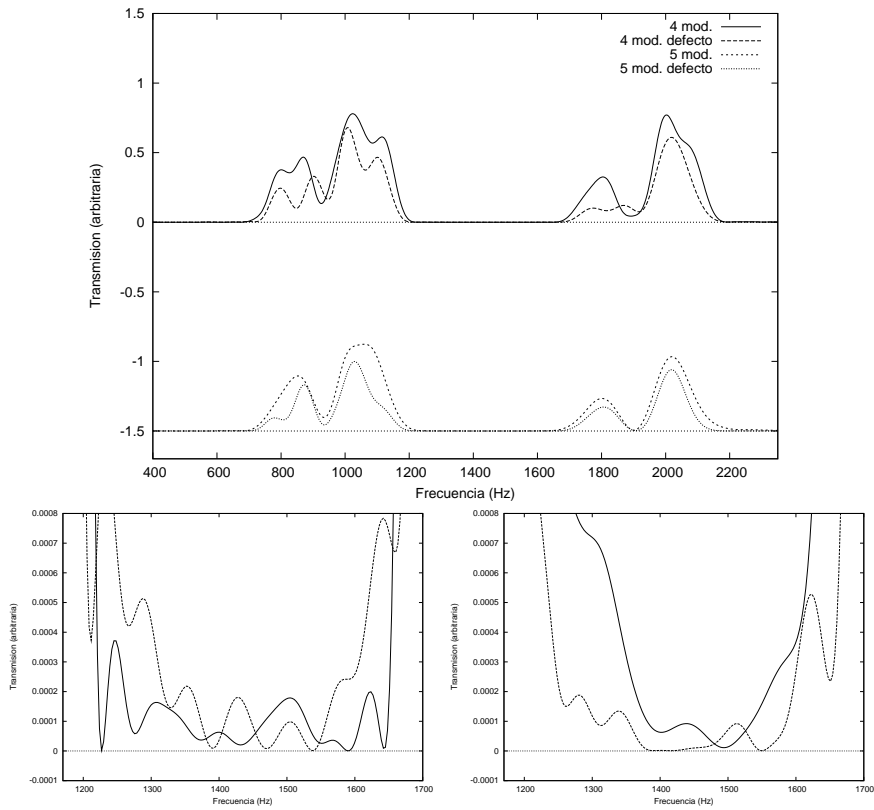 1.5
1
0.5
0
-0.5
-1
-1.5
400 600 800 1000 1200 1400 1600 1800 2000 2200
Transmision (arbitraria)
Frecuencia (Hz)
4 mod.
4 mod. defecto
5 mod.
5 mod. defecto
0.0008
0.0007
0.0006
0.0005
0.0004
0.0003
0.0002
0.0001
0
-0.0001
1200 1300 1400 1500 1600 1700
Transmision (arbitraria)
Frecuencia (Hz)
0.0008
0.0007
0.0006
0.0005
0.0004
0.0003
0.0002
0.0001
0
-0.0001
1200 1300 1400 1500 1600 1700
Transmision (arbitraria)
Frecuencia (Hz)